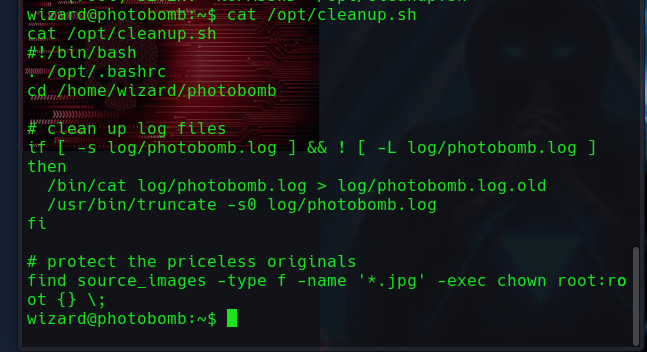 wizard@photobomb:~$ cat /opt/cleanup.sh
cat /opt/cleanup.sh
#!/bin/bash
. /opt/.bashrc
cd /home/wizard/photobomb

# clean up log files
if [ -s log/photobomb.log ] && ! [ -L log/photobomb.log ]
then
  /bin/cat log/photobomb.log > log/photobomb.log.old
  /usr/bin/truncate -s0 log/photobomb.log
fi

# protect the priceless originals
find source_images -type f -name '*.jpg' -exec chown root:ro
ot {} \;
wizard@photobomb:~$